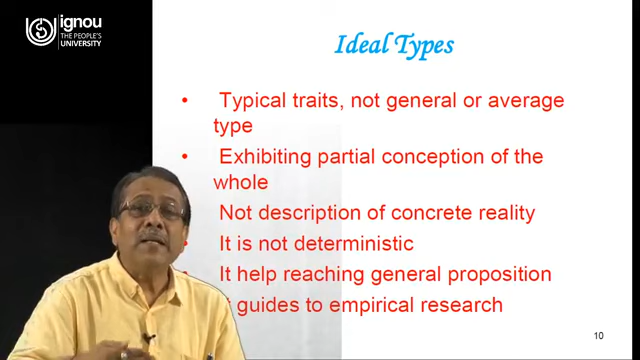 ignou
THE PEOPLE'S
UNIVERSITY
Ideal Types
• Typical traits, not general or average
type
• Exhibiting partial conception of the
whole
Not description of concrete reality
• It is not deterministic
• It help reaching general proposition
guides to empirical research
10